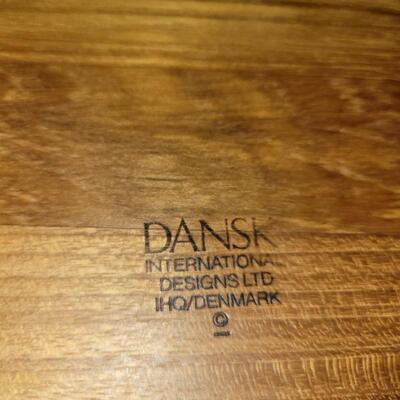 DANSK
INTERNATIONAL
DESIGNS LTD
IHQ/DENMARK
©